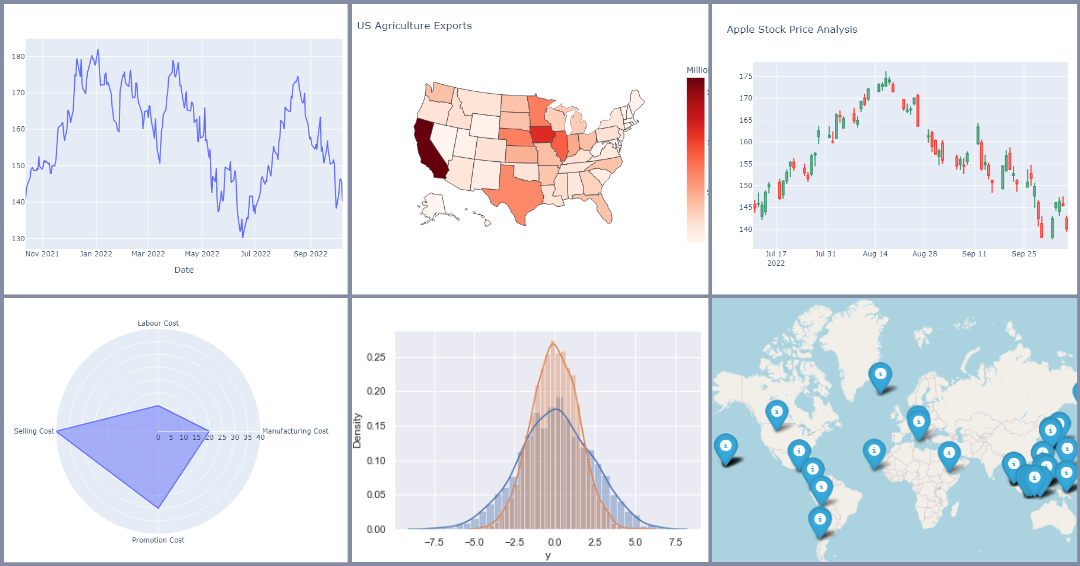 180
170
160
150
140
130
Nov 2021 Jan 2022 Mar 2022 May 2022 Jul 2022 Sep 2022
Date
US Agriculture Exports
Millio
Apple Stock Price Analysis
175
170
165
160
155
150
145
140
Jul 17 Jul 31 Aug 14 Aug 28 Sep 11 Sep 25
2022
Labour Cost
Selling Cost
0 5 10 15 20 25 30 35 40
Manufacturing Cost
Promotion Cost
Density
0.25
0.20
0.15
0.10
0.05
0.00
−7.5 −5.0 −2.5 0.0 2.5 5.0 7.5
y